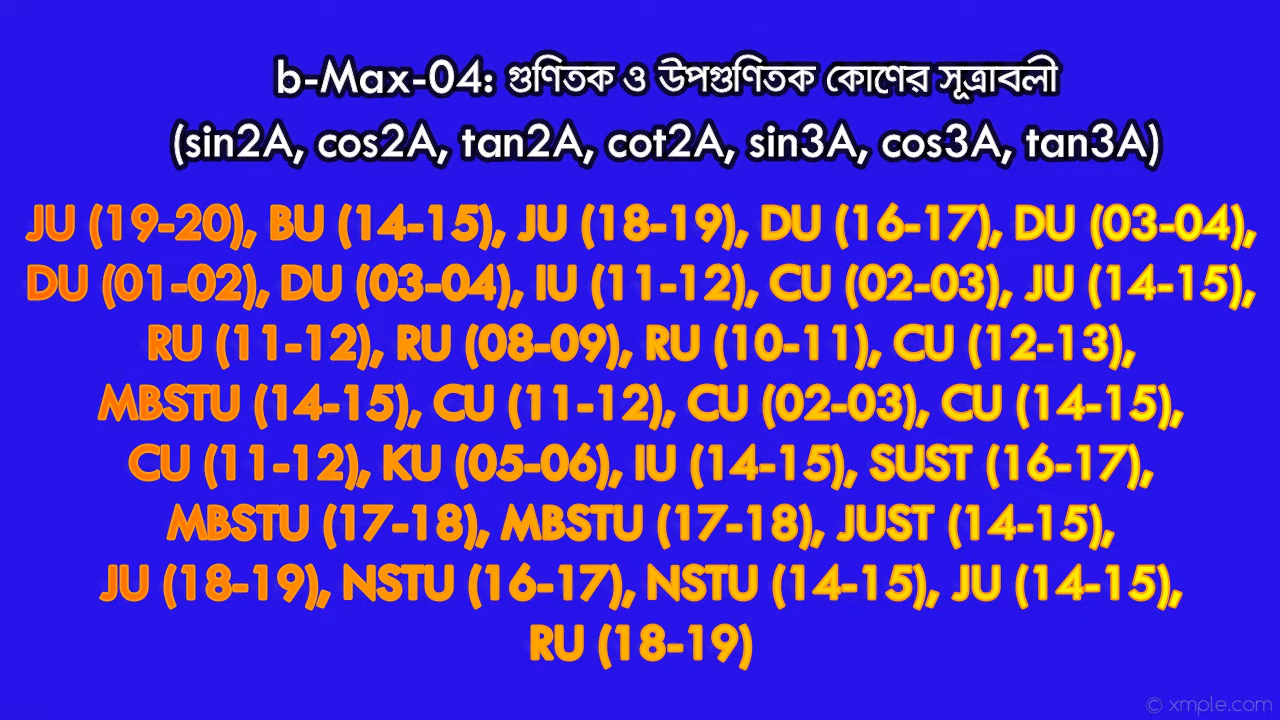 b-Max-04: গুণিতক ও উপগুণিতক কোণের সূত্রাবলী
(sin2A, cos2A, tan2A, cot2A, sin3A, cos3A, tan3A)
JU (19-20), BU (14-15), JU (18-19), DU (16-17), DU (03-04),
DU (01-02), DU (03-04), IU (11-12), CU (02-03), JU (14-15),
RU (11-12), RU (08-09), RU (10-11), CU (12-13),
MBSTU (14-15), CU (11-12), CU (02-03), CU (14-15),
CU (11-12), KU (05-06), IU (14-15), SUST (16-17),
MBSTU (17-18), MBSTU (17-18), JUST (14-15),
JU (18-19), NSTU (16-17), NSTU (14-15), JU (14-15),
RU (18-19)
© xmple.com